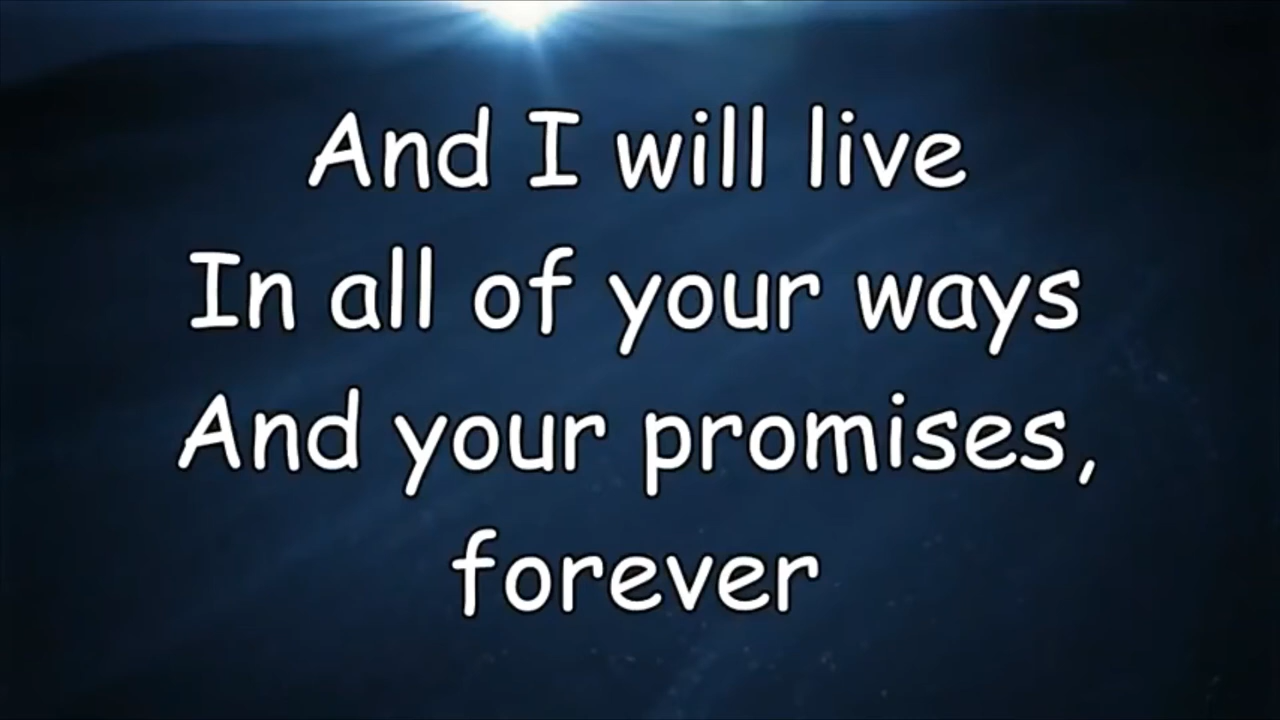 And I will live
In all of your ways
And your promises,
forever